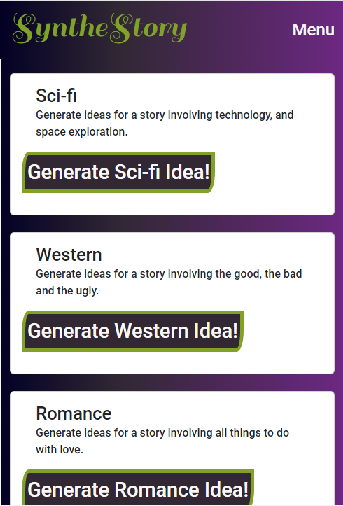 SyntheStory
Menu
Sci-fi
Generate ideas for a story involving technology, and
space exploration.
Generate Sci-fi Idea!
Western
Generate ideas for a story involving the good, the bad
and the ugly.
Generate Western Idea!
Romance
Generate ideas for a story involving all things to do
with love.
Generate Romance Idea!